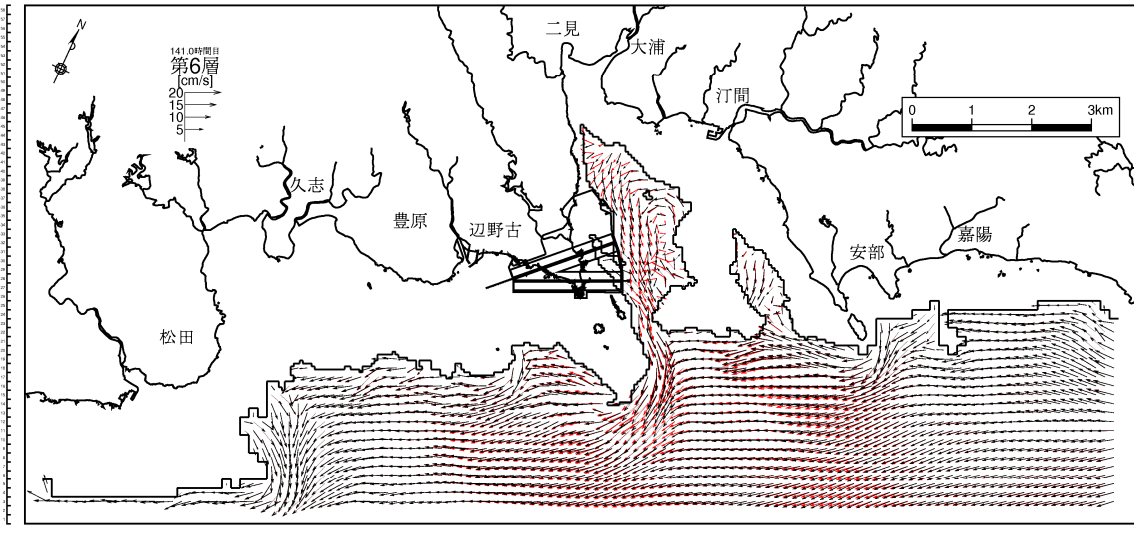 N
141.0時間目
第6層
[cm/s]
20
15
10
5
二見
大浦
汀間
0 1 2 3km
久志
豊原
辺野古
安部
嘉陽
松田